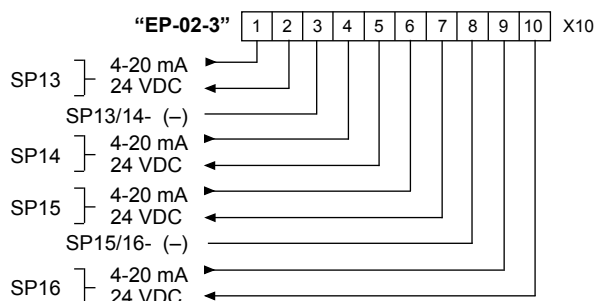 “EP-02-3” 1 2 3 4 5 6 7 8 9 10 X10
SP13 4-20 mA
24 VDC
SP13/14- (–)
SP14 4-20 mA
24 VDC
SP15 4-20 mA
24 VDC
SP15/16- (–)
SP16 4-20 mA
24 VDC